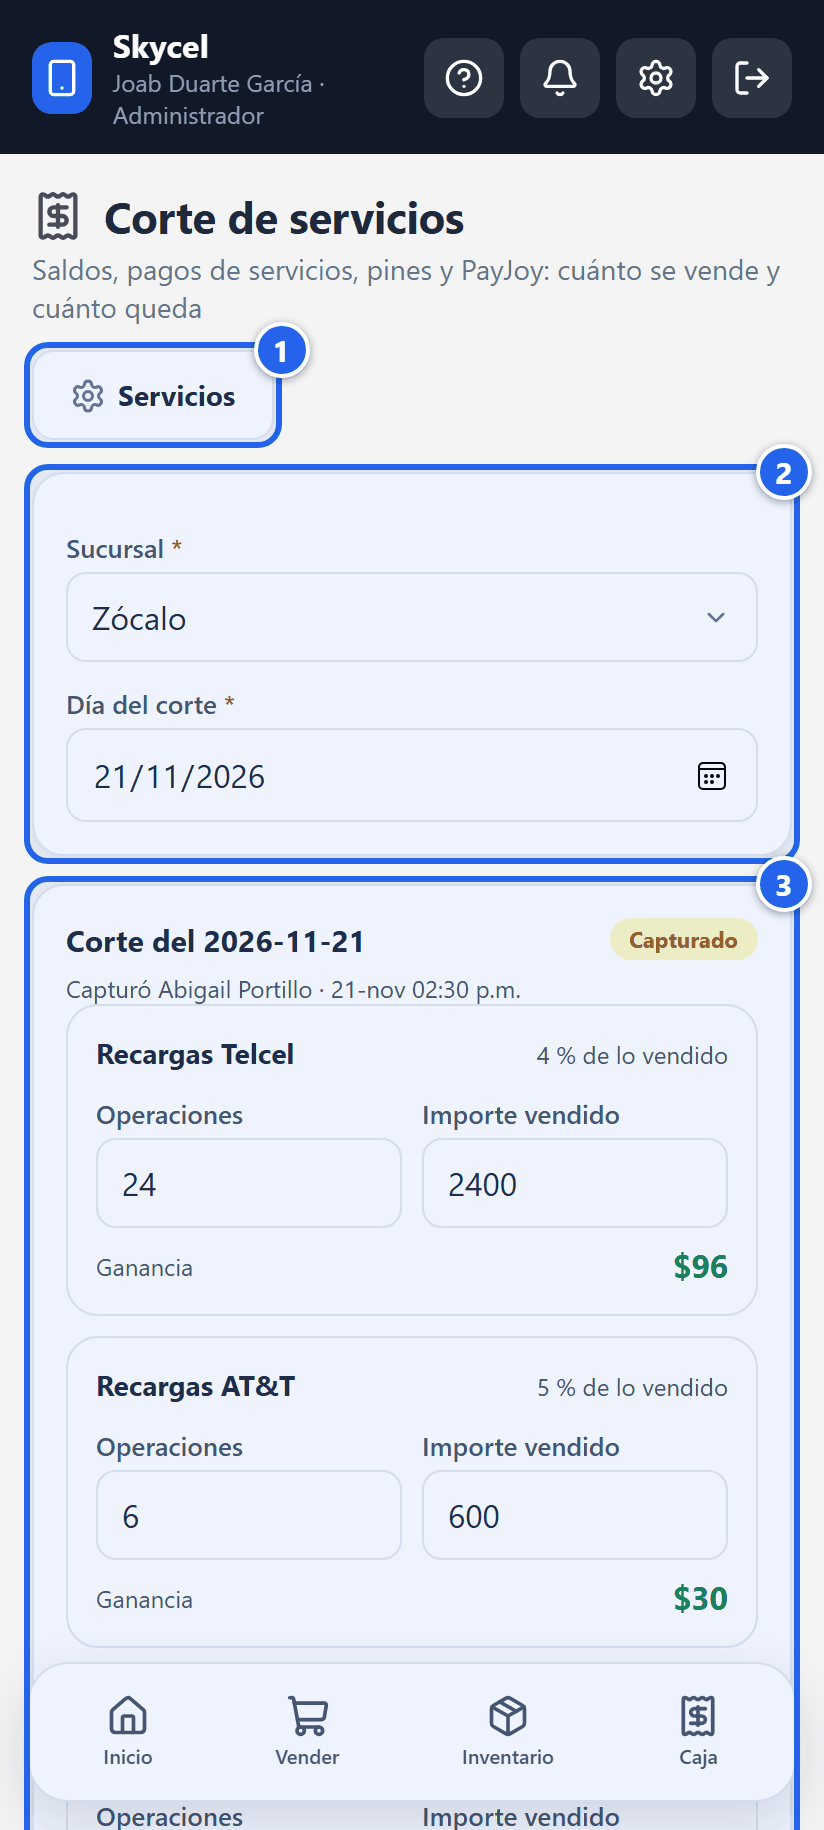 Skycel
Joab Duarte García ·
Administrador
Corte de servicios
Saldos, pagos de servicios, pines y PayJoy: cuánto se vende y
cuánto queda
1
Servicios
2
Sucursal *
Zócalo
Día del corte *
21/11/2026
3
Corte del 2026-11-21
Capturado
Capturó Abigail Portillo · 21-nov 02:30 p.m.
Recargas Telcel
4 % de lo vendido
Operaciones
Importe vendido
24
2400
Ganancia
$96
Recargas AT&T
5 % de lo vendido
Operaciones
Importe vendido
6
600
Ganancia
$30
Inicio
Vender
Inventario
Caja
Operaciones
Importe vendido